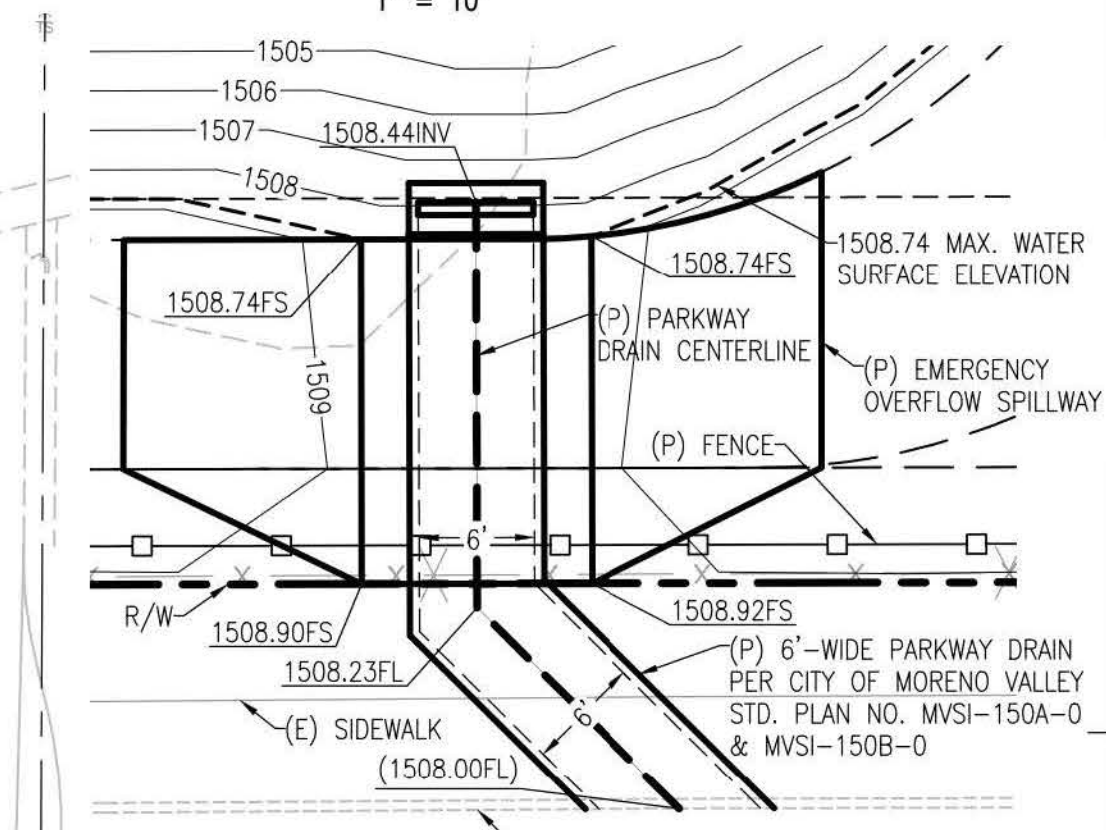 1" = 10'
TS
1505
1506
1507
1508.44INV
1508
1508.74 MAX. WATER
SURFACE ELEVATION
1508.74FS
1508.74FS
(P) PARKWAY
DRAIN CENTERLINE
1509
(P) EMERGENCY
OVERFLOW SPILLWAY
(P) FENCE
6'
R/W
1508.90FS
1508.92FS
1508.23FL
(P) 6'-WIDE PARKWAY DRAIN
PER CITY OF MORENO VALLEY
STD. PLAN NO. MVSI-150A-0
& MVSI-150B-0
6'
(E) SIDEWALK
(1508.00FL)